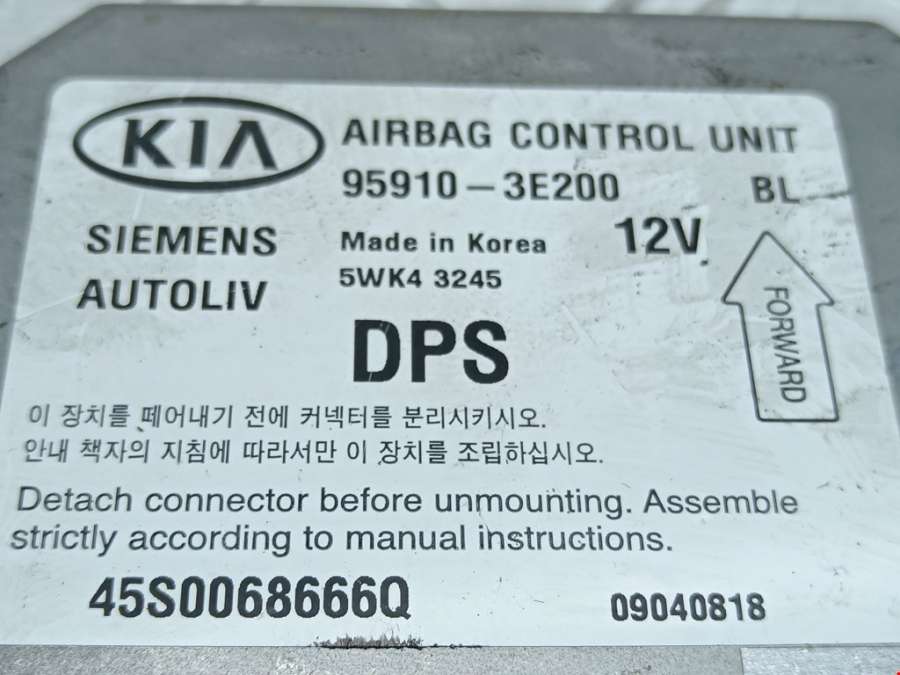 KIA AIRBAG CONTROL UNIT
95910-3E200 BL
SIEMENS Made in Korea 12V
AUTOLIV 5WK4 3245
FORWARD
DPS
이 장치를 떼어내기 전에 커넥터를 분리시키시오.
안내 책자의 지침에 따라서만 이 장치를 조립하십시오.
Detach connector before unmounting. Assemble
strictly according to manual instructions.
45S0068666Q 09040818